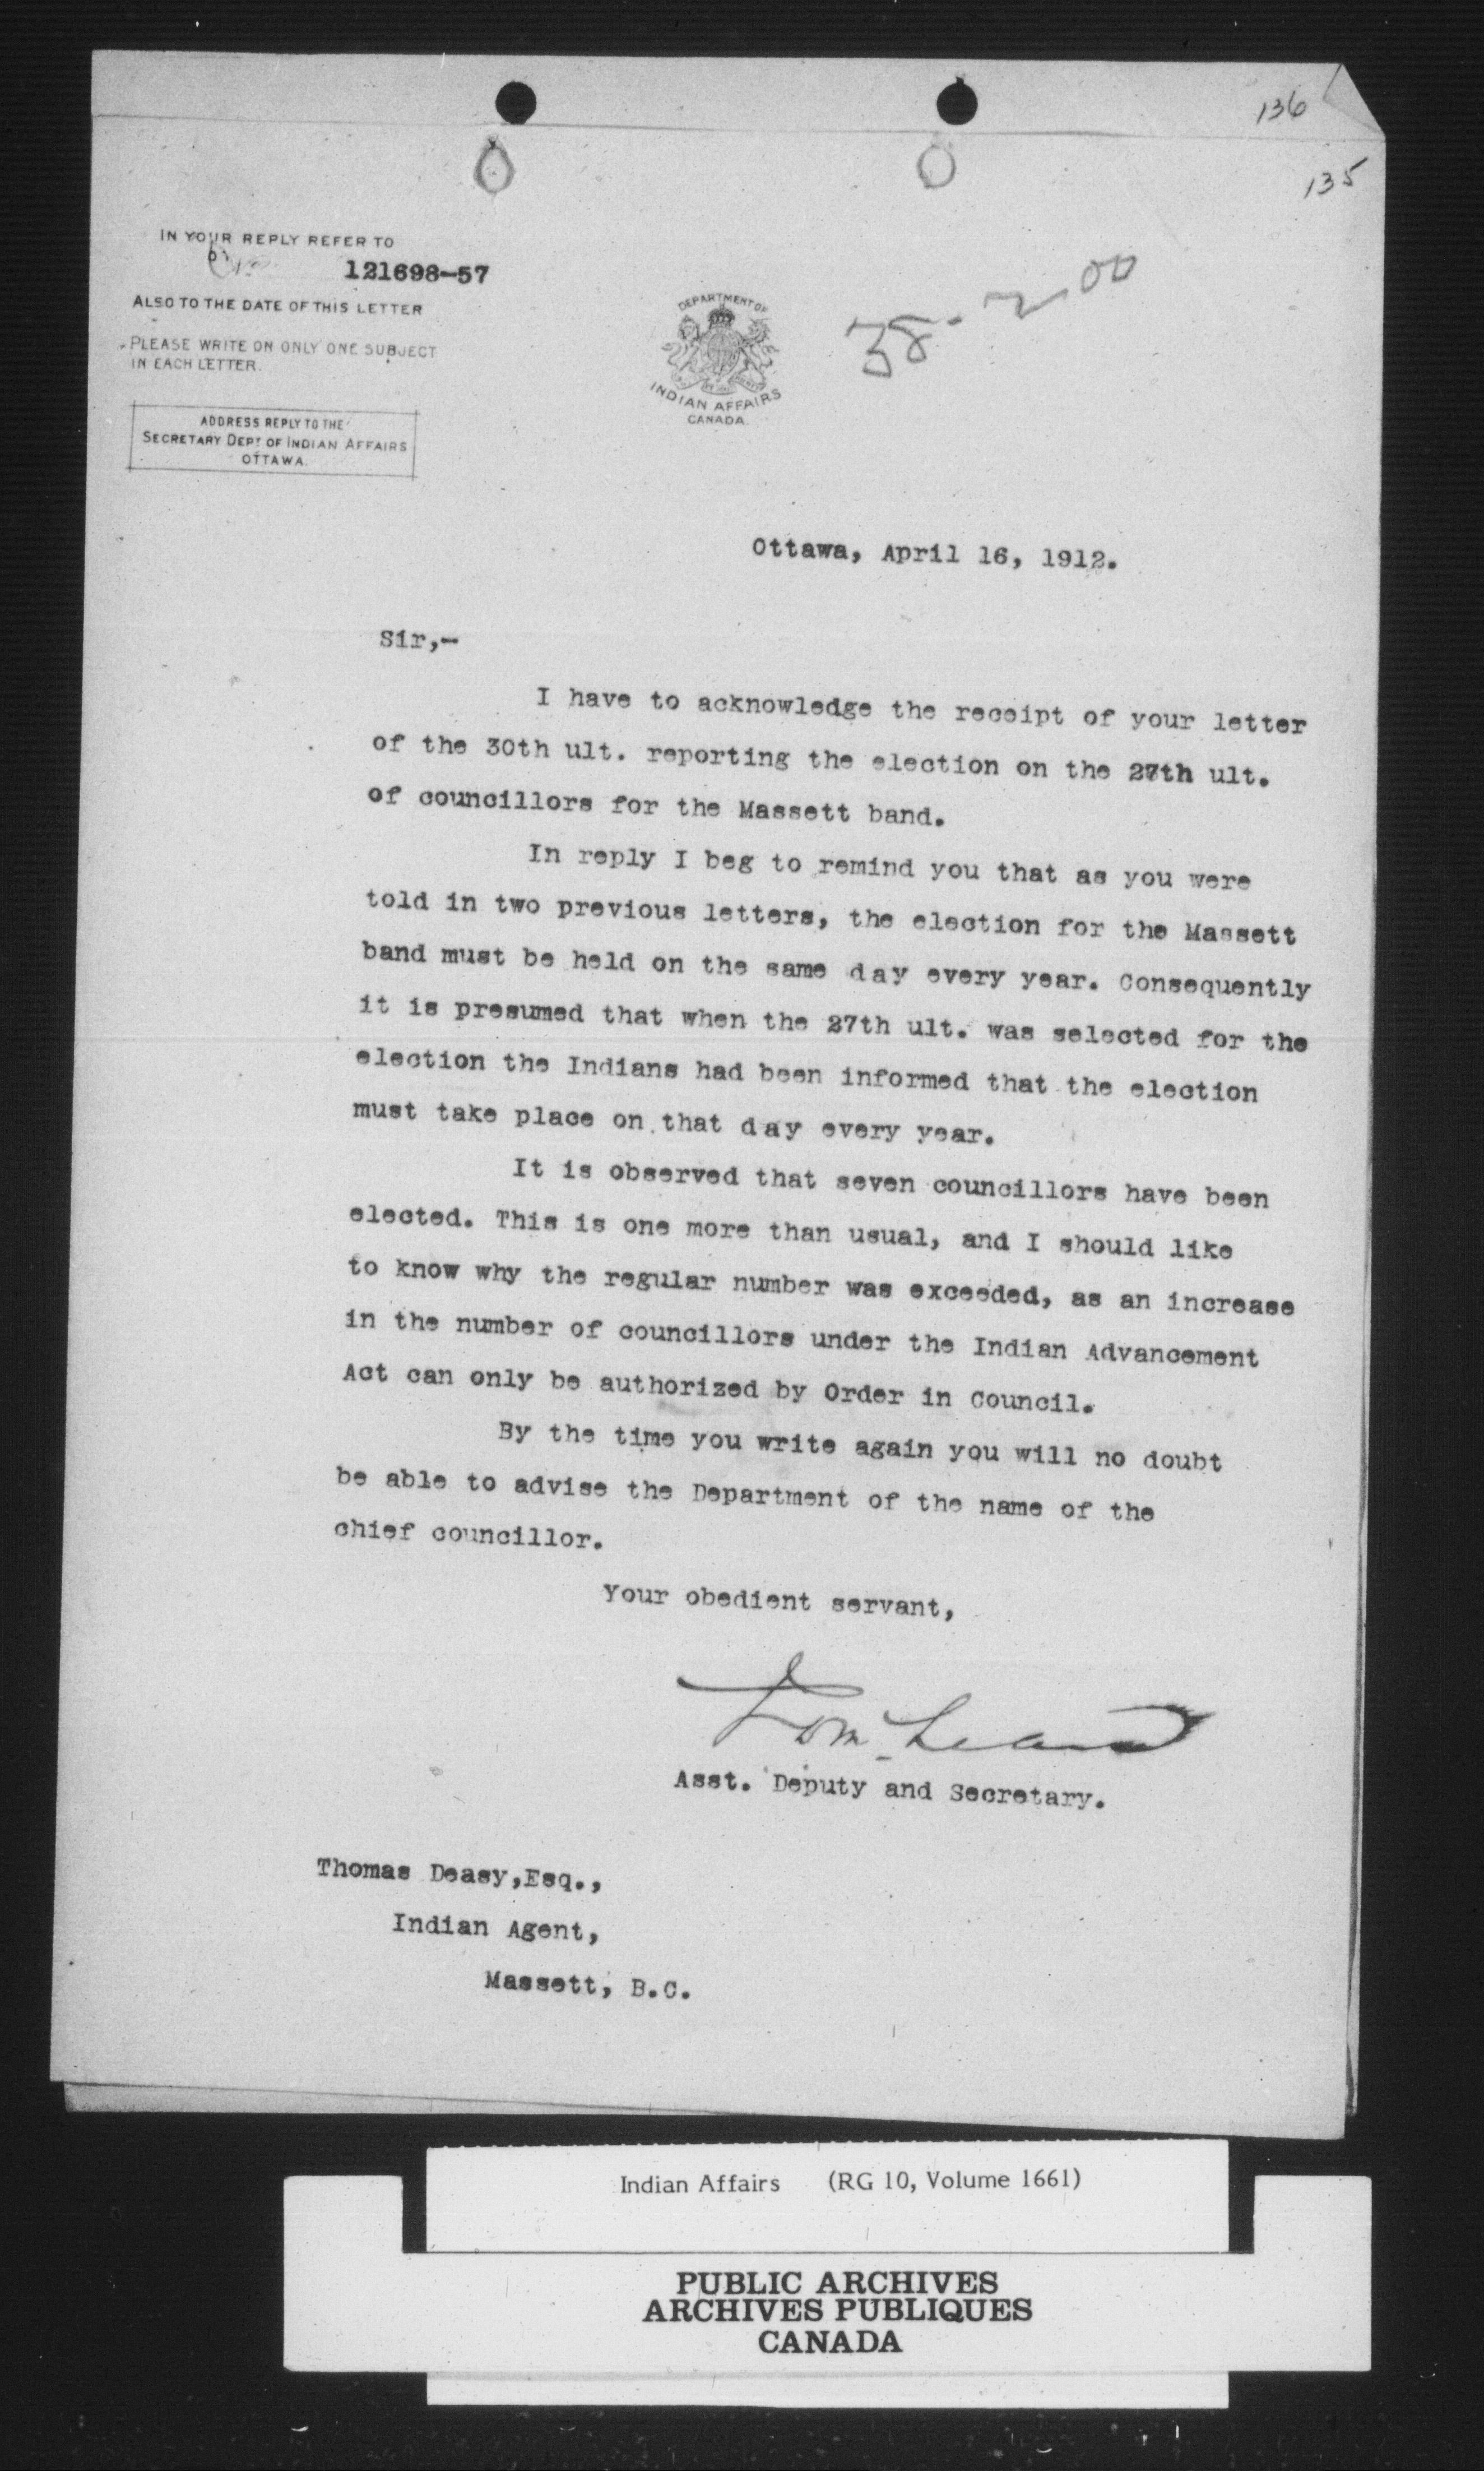 136
135
IN YOUR REPLY REFER TO
121698-57
ALSO TO THE DATE OF THIS LETTER
PLEASE WRITE ON ONLY ONE SUBJECT
IN EACH LETTER.
ADDRESS REPLY TO THE
SECRETARY DEPT OF INDIAN AFFAIRS
OTTAWA.
DEPARTMENT OF
INDIAN AFFAIRS
CANADA
38-200
Ottawa, April 16, 1912.
Sir,-
I have to acknowledge the receipt of your letter
of the 30th ult. reporting the election on the 27th ult.
of councillors for the Massett band.
In reply I beg to remind you that as you were
told in two previous letters, the election for the Massett
band must be held on the same day every year. Consequently
it is presumed that when the 27th ult. was selected for the
election the Indians had been informed that the election
must take place on that day every year.
It is observed that seven councillors have been
elected. This is one more than usual, and I should like
to know why the regular number was exceeded, as an increase
in the number of councillors under the Indian Advancement
Act can only be authorized by Order in Council.
By the time you write again you will no doubt
be able to advise the Department of the name of the
chief councillor.
Your obedient servant,
Asst. Deputy and Secretary.
Thomas Deasy,Esq.,
Indian Agent,
Massett, B.C.
Indian Affairs (RG 10, Volume 1661)
PUBLIC ARCHIVES
ARCHIVES PUBLIQUES
CANADA